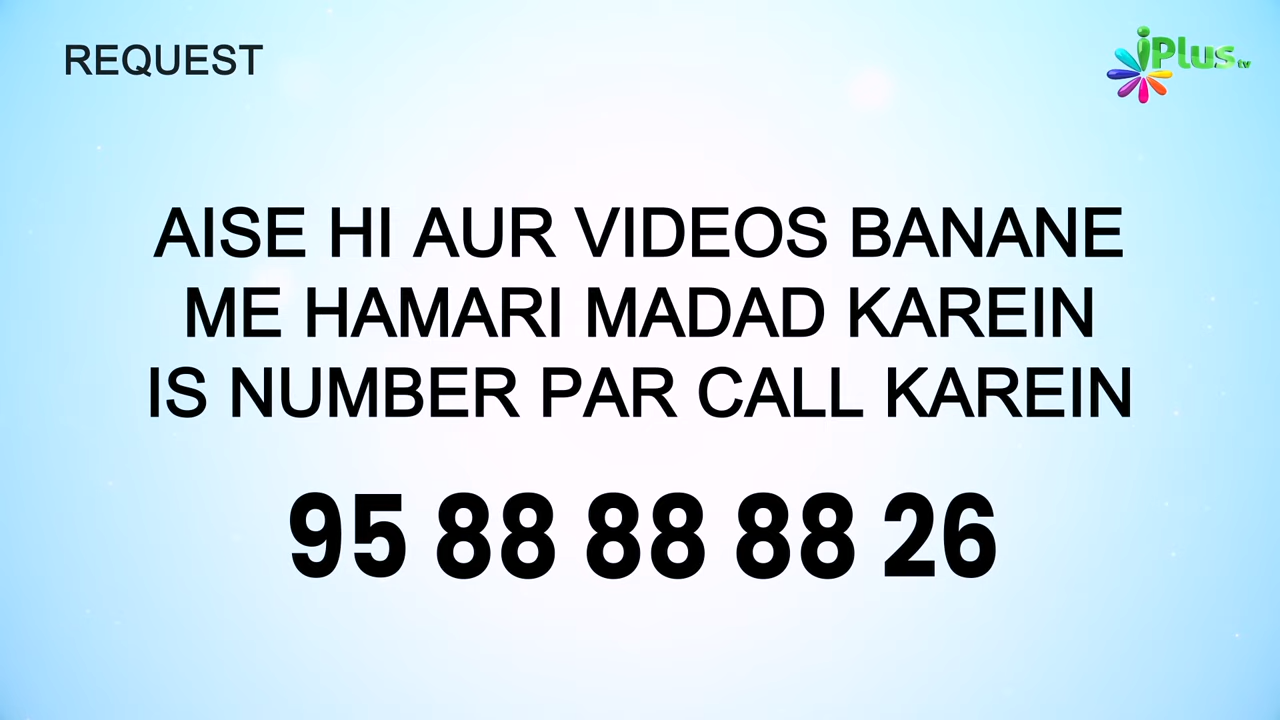 REQUEST
iPlus tv
AISE HI AUR VIDEOS BANANE
ME HAMARI MADAD KAREIN
IS NUMBER PAR CALL KAREIN
95 88 88 88 26